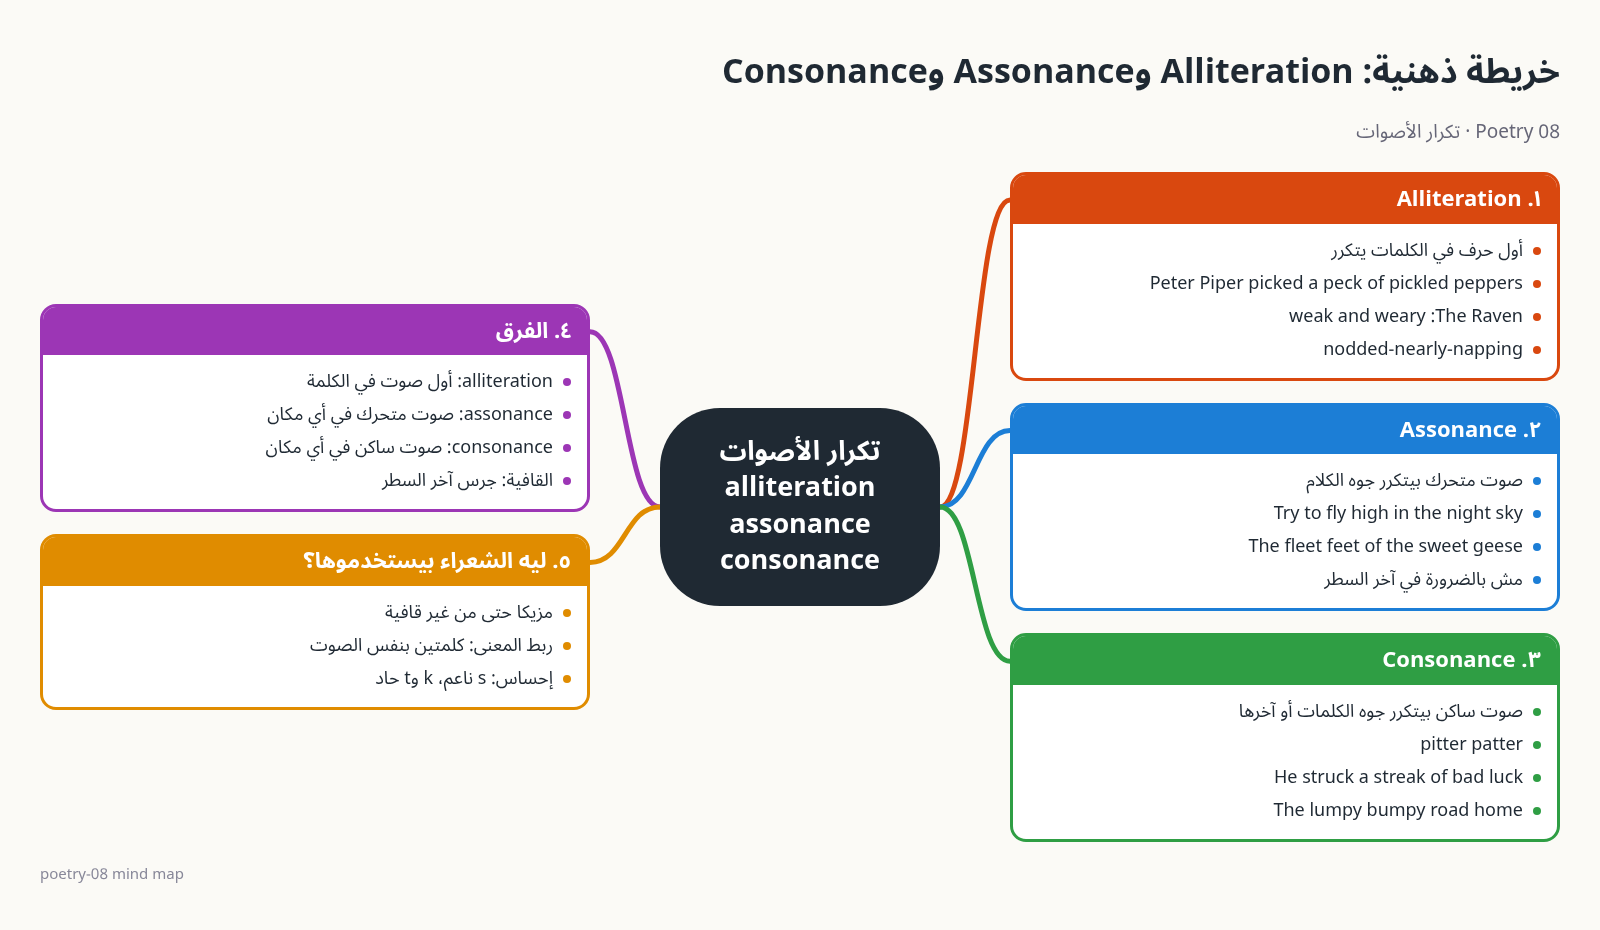 خريطة ذهنية: Alliteration وAssonance وConsonance
Poetry 08 · تكرار الأصوات
١. Alliteration
أول حرف في الكلمات يتكرر
Peter Piper picked a peck of pickled peppers
The Raven: weak and weary
nodded-nearly-napping
٢. Assonance
صوت متحرك بيتكرر جوه الكلام
Try to fly high in the night sky
The fleet feet of the sweet geese
مش بالضرورة في آخر السطر
٣. Consonance
صوت ساكن بيتكرر جوه الكلمات أو آخرها
pitter patter
He struck a streak of bad luck
The lumpy bumpy road home
تكرار الأصوات
alliteration
assonance
consonance
٤. الفرق
alliteration: أول صوت في الكلمة
assonance: صوت متحرك في أي مكان
consonance: صوت ساكن في أي مكان
القافية: جرس آخر السطر
٥. ليه الشعراء بيستخدموها؟
مزيكا حتى من غير قافية
ربط المعنى: كلمتين بنفس الصوت
إحساس: s ناعم، k وt حاد
poetry-08 mind map